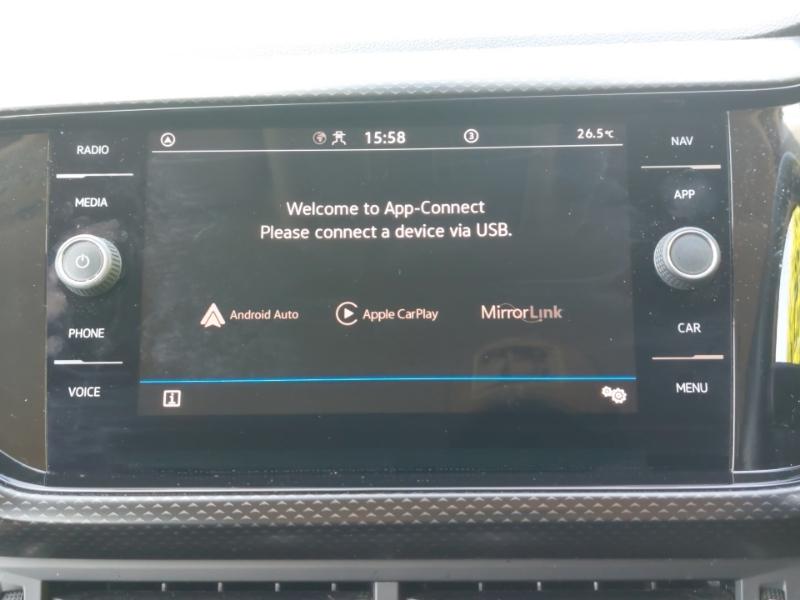 RADIO
MEDIA
PHONE
VOICE
15:58
3
26.5°C
Welcome to App-Connect
Please connect a device via USB.
Android Auto
Apple CarPlay
MirrorLink
i
NAV
APP
CAR
MENU